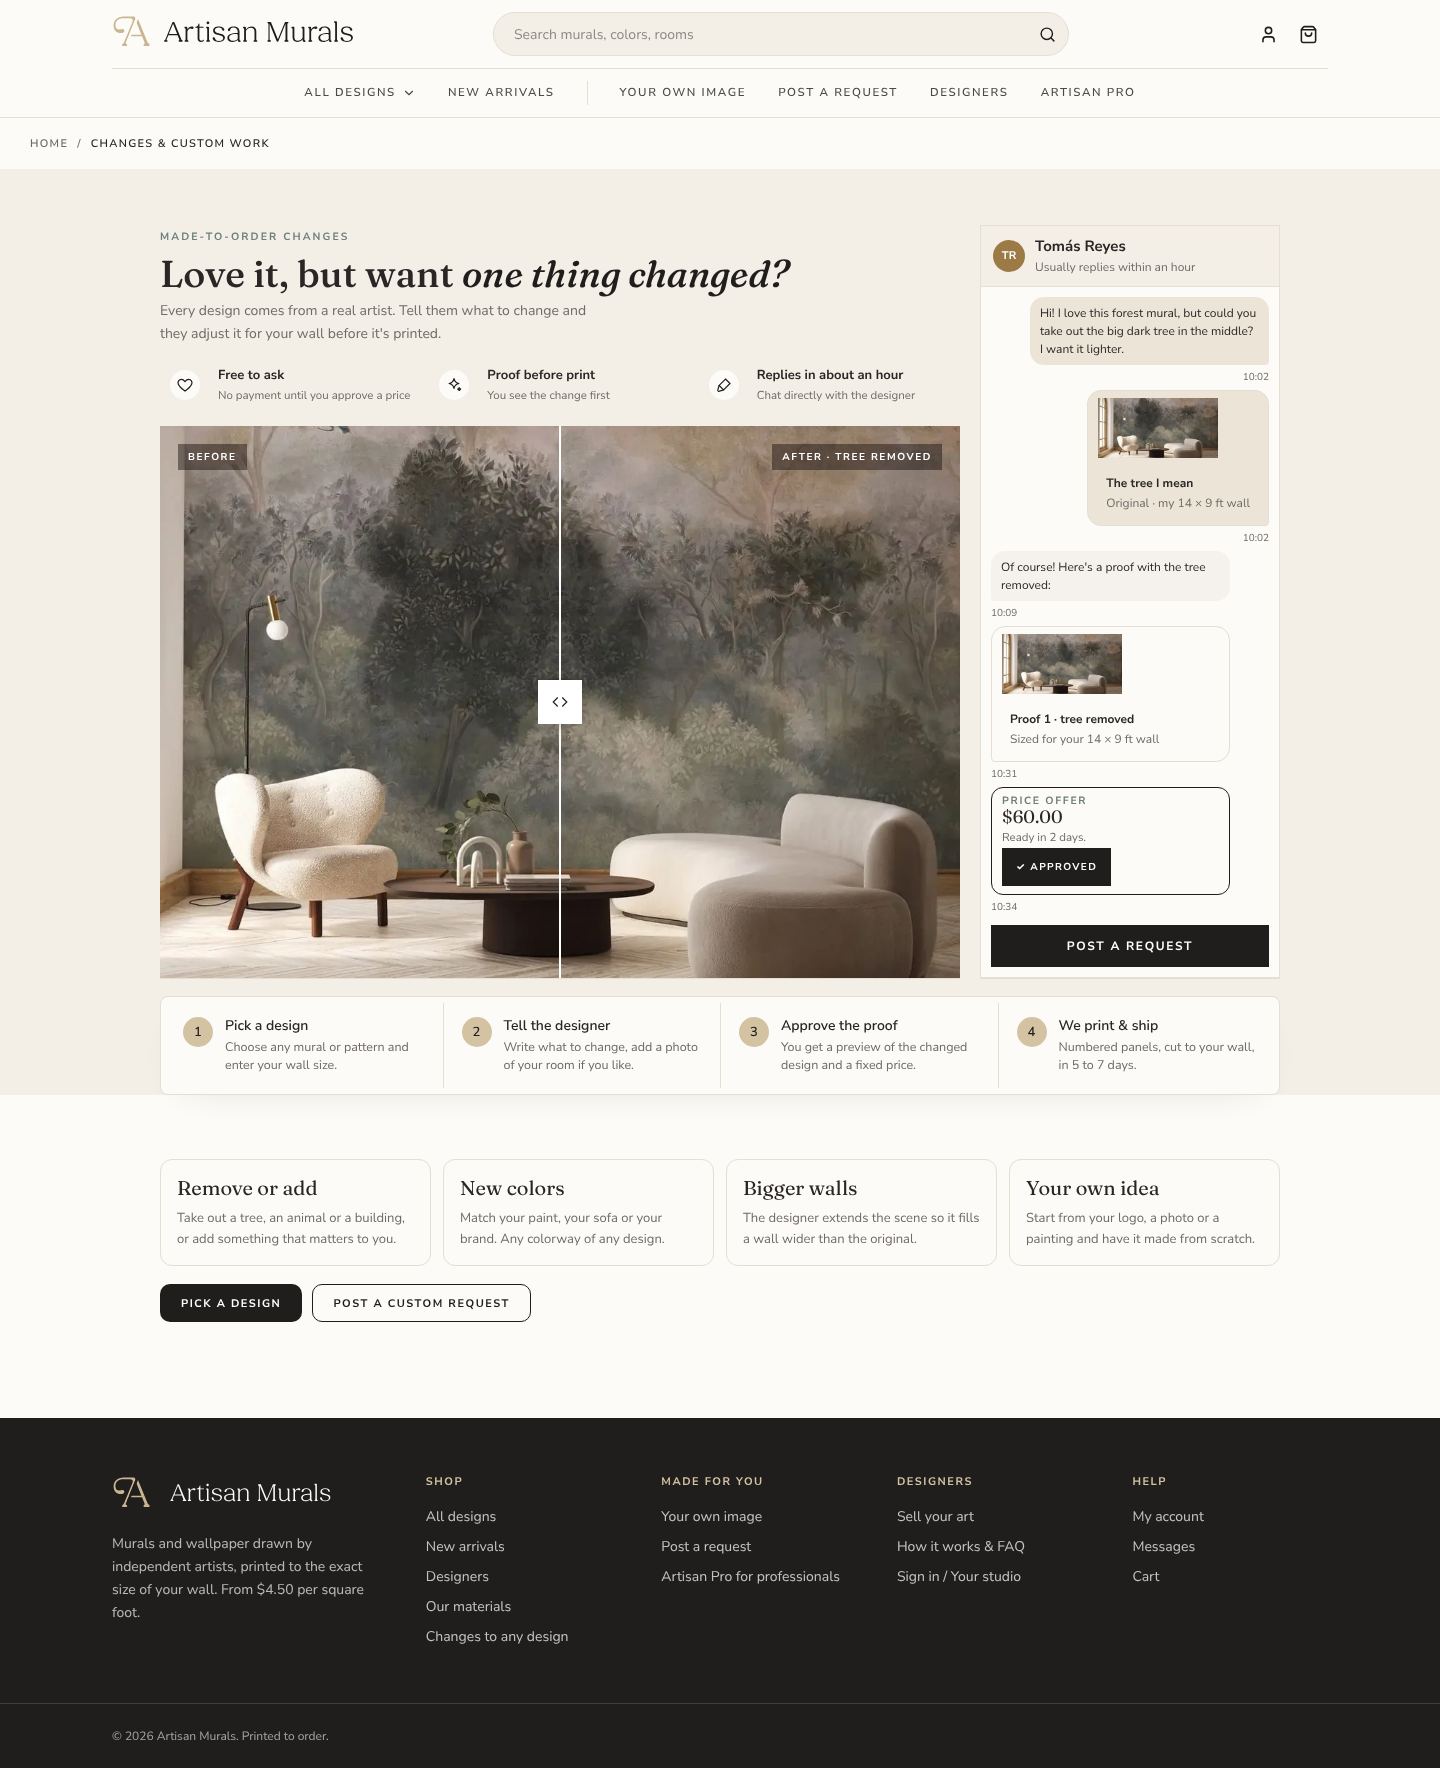 Artisan Murals
Search murals, colors, rooms
ALL DESIGNS
NEW ARRIVALS
YOUR OWN IMAGE
POST A REQUEST
DESIGNERS
ARTISAN PRO
HOME / CHANGES & CUSTOM WORK
MADE-TO-ORDER CHANGES
Love it, but want one thing changed?
Every design comes from a real artist. Tell them what to change and
they adjust it for your wall before it's printed.
Free to ask
No payment until you approve a price
Proof before print
You see the change first
Replies in about an hour
Chat directly with the designer
BEFORE
AFTER · TREE REMOVED
TR
Tomás Reyes
Usually replies within an hour
Hi! I love this forest mural, but could you
take out the big dark tree in the middle?
I want it lighter.
10:02
The tree I mean
Original · my 14 × 9 ft wall
10:02
Of course! Here's a proof with the tree
removed:
10:09
Proof 1 · tree removed
Sized for your 14 × 9 ft wall
10:31
PRICE OFFER
$60.00
Ready in 2 days.
✓ APPROVED
10:34
POST A REQUEST
1
Pick a design
Choose any mural or pattern and
enter your wall size.
2
Tell the designer
Write what to change, add a photo
of your room if you like.
3
Approve the proof
You get a preview of the changed
design and a fixed price.
4
We print & ship
Numbered panels, cut to your wall,
in 5 to 7 days.
Remove or add
Take out a tree, an animal or a building,
or add something that matters to you.
New colors
Match your paint, your sofa or your
brand. Any colorway of any design.
Bigger walls
The designer extends the scene so it fills
a wall wider than the original.
Your own idea
Start from your logo, a photo or a
painting and have it made from scratch.
PICK A DESIGN
POST A CUSTOM REQUEST
Artisan Murals
Murals and wallpaper drawn by
independent artists, printed to the exact
size of your wall. From $4.50 per square
foot.
SHOP
All designs
New arrivals
Designers
Our materials
Changes to any design
MADE FOR YOU
Your own image
Post a request
Artisan Pro for professionals
DESIGNERS
Sell your art
How it works & FAQ
Sign in / Your studio
HELP
My account
Messages
Cart
© 2026 Artisan Murals. Printed to order.